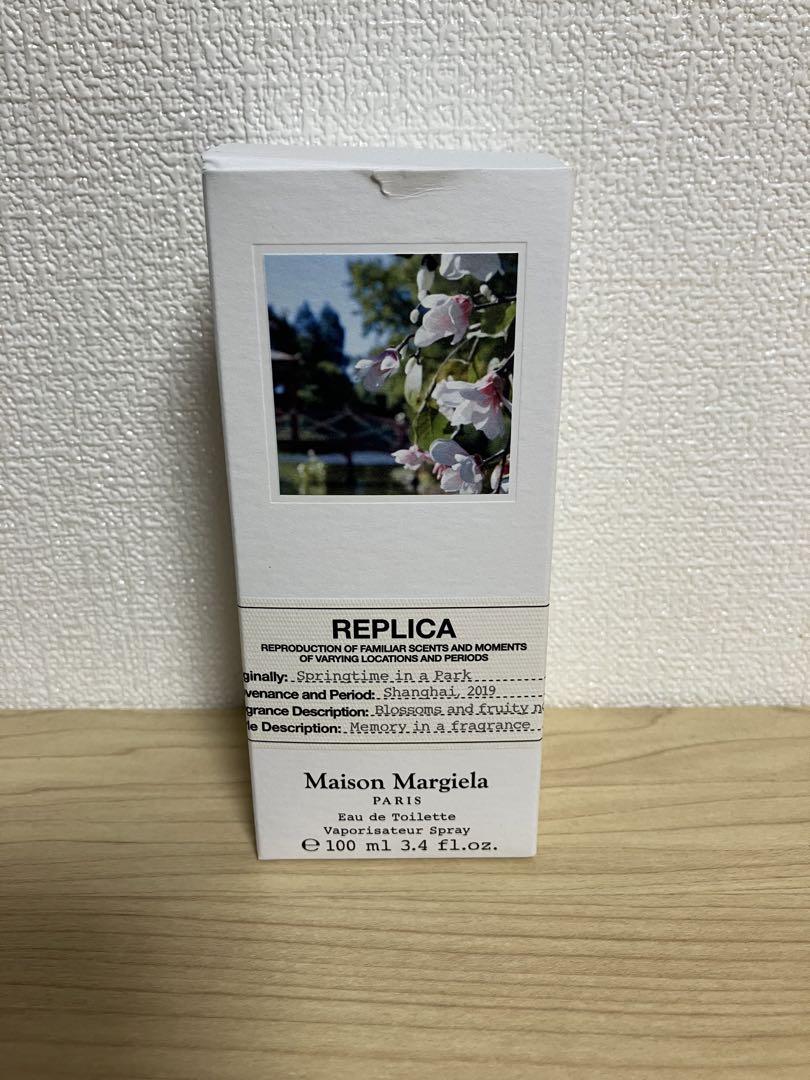 REPLICA
REPRODUCTION OF FAMILIAR SCENTS AND MOMENTS
OF VARYING LOCATIONS AND PERIODS
ginally: Springtime in a Park
venance and Period: Shanghai, 2019
grance Description: Blossoms and fruity n
le Description: Memory in a fragrance
Maison Margiela
PARIS
Eau de Toilette
Vaporisateur Spray
℮ 100 ml 3.4 fl.oz.